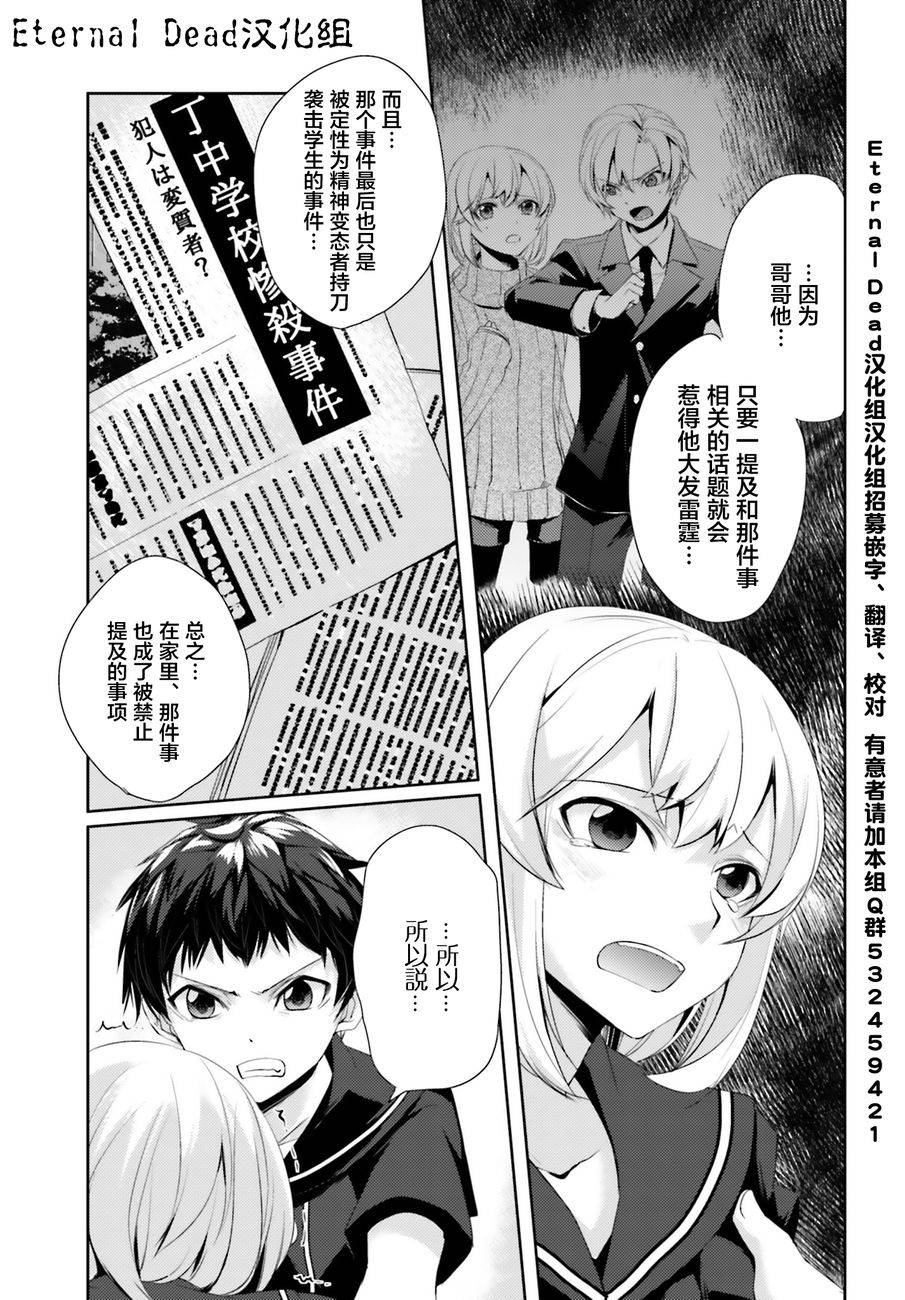 Eternal Dead汉化组
…因为
哥哥他…
只要一提及和那件事
相关的话题就会
惹得他大发雷霆…
而且…
那个事件最后也只是
被定性为精神变态者持刀
袭击学生的事件…
丁中学校惨殺事件
犯人は変質者？
总之…
在家里、那件事
也成了被禁止
提及的事项
…所以…
所以説…
Eternal Dead汉化组汉化组招募嵌字、翻译、校对 有意者请加本组Q群532459421